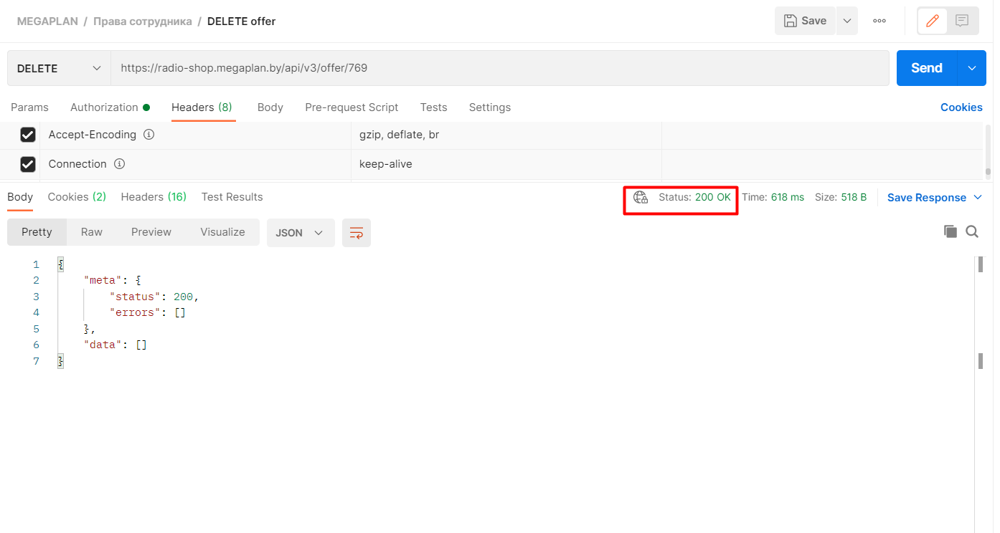 MEGAPLAN / Права сотрудника / DELETE offer
Save
DELETE
https://radio-shop.megaplan.by/api/v3/offer/769
Send
Params Authorization Headers (8) Body Pre-request Script Tests Settings Cookies
Accept-Encoding gzip, deflate, br
Connection keep-alive
Body Cookies (2) Headers (16) Test Results Status: 200 OK Time: 618 ms Size: 518 B Save Response
Pretty Raw Preview Visualize JSON
1 {
2 "meta": {
3 "status": 200,
4 "errors": []
5 },
6 "data": []
7 }